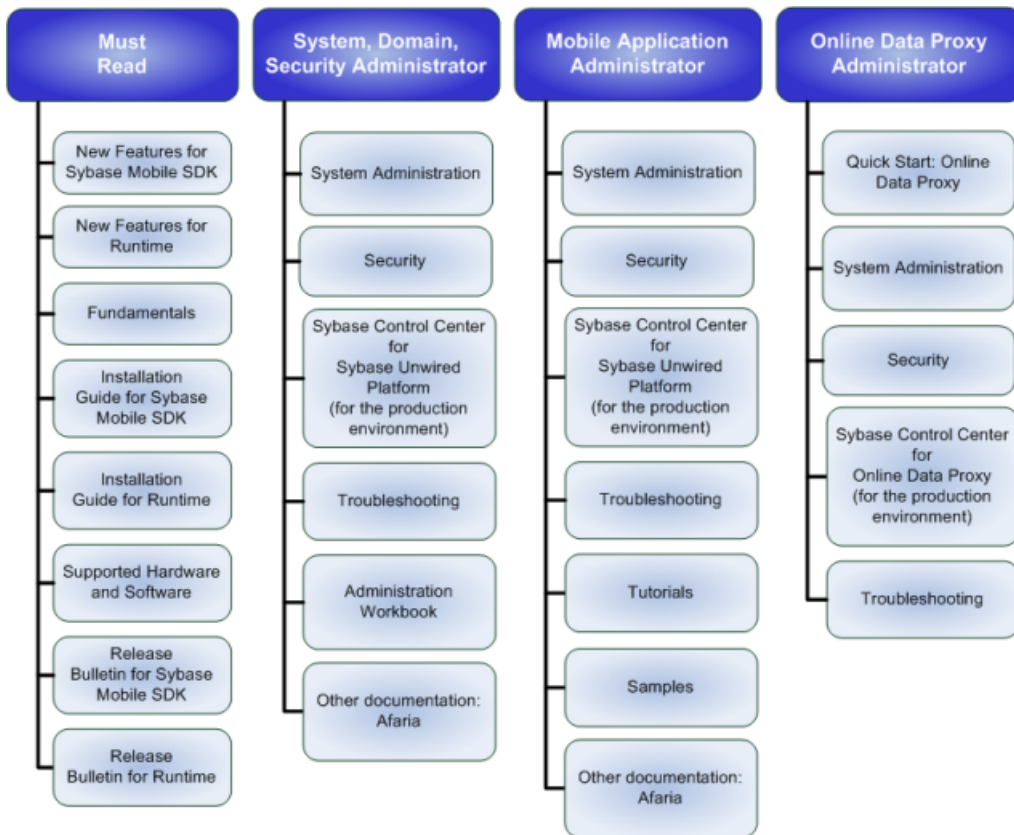 Must
Read
New Features for
Sybase Mobile SDK
New Features for
Runtime
Fundamentals
Installation
Guide for Sybase
Mobile SDK
Installation
Guide for Runtime
Supported Hardware
and Software
Release
Bulletin for Sybase
Mobile SDK
Release
Bulletin for Runtime
System, Domain,
Security Administrator
System Administration
Security
Sybase Control Center
for
Sybase Unwired
Platform
(for the production
environment)
Troubleshooting
Administration
Workbook
Other documentation:
Afaria
Mobile Application
Administrator
System Administration
Security
Sybase Control Center
for
Sybase Unwired
Platform
(for the production
environment)
Troubleshooting
Tutorials
Samples
Other documentation:
Afaria
Online Data Proxy
Administrator
Quick Start: Online
Data Proxy
System Administration
Security
Sybase Control Center
for
Online Data Proxy
(for the production
environment)
Troubleshooting